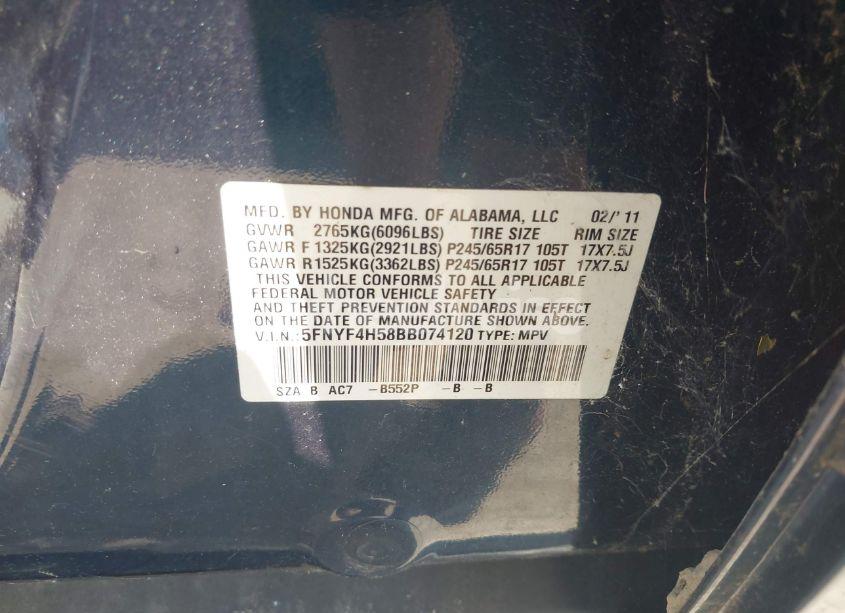 MFD. BY HONDA MFG. OF ALABAMA, LLC 02/'11
GVWR 2765KG(6096LBS) TIRE SIZE RIM SIZE
GAWR F 1325KG(2921LBS) P245/65R17 105T 17X7.5J
GAWR R1525KG(3362LBS) P245/65R17 105T 17X7.5J
THIS VEHICLE CONFORMS TO ALL APPLICABLE
FEDERAL MOTOR VEHICLE SAFETY
AND THEFT PREVENTION STANDARDS IN EFFECT
ON THE DATE OF MANUFACTURE SHOWN ABOVE.
V.I.N.: 5FNYF4H58BB074120 TYPE: MPV
SZA B AC7 -B552P -B -B